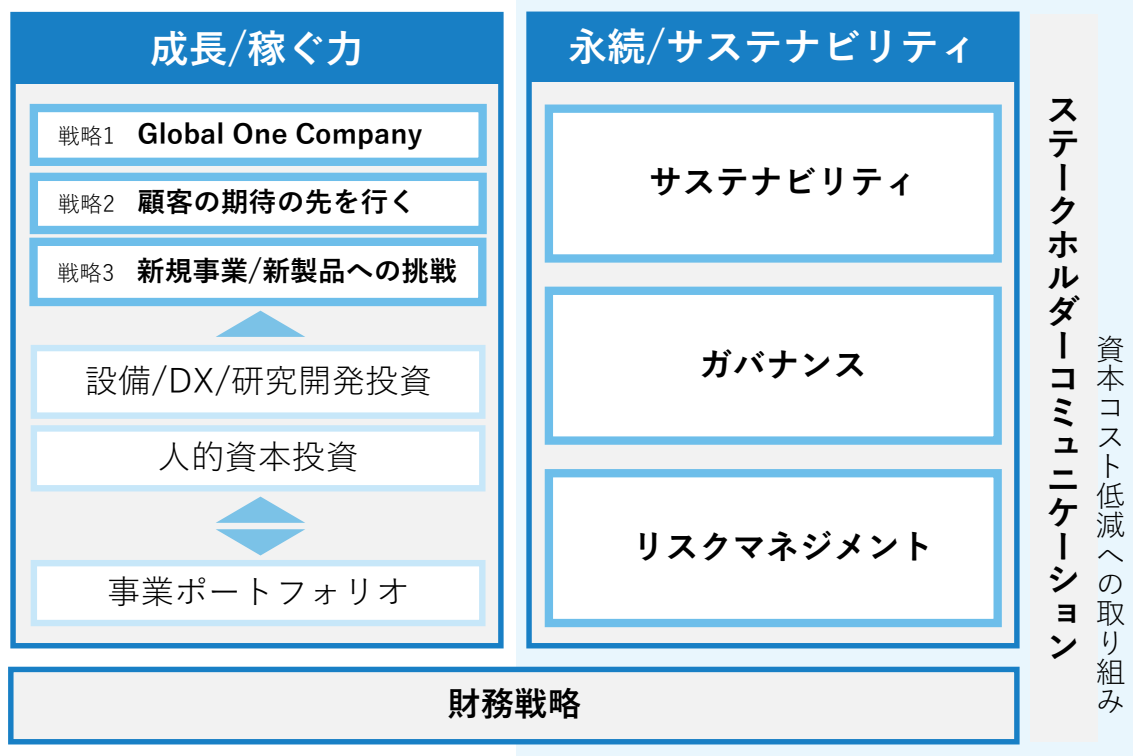 成長/稼ぐ力
戦略1 Global One Company
戦略2 顧客の期待の先を行く
戦略3 新規事業/新製品への挑戦
設備/DX/研究開発投資
人的資本投資
事業ポートフォリオ
永続/サステナビリティ
サステナビリティ
ガバナンス
リスクマネジメント
財務戦略
ステークホルダーコミュニケーション
資本コスト低減への取り組み